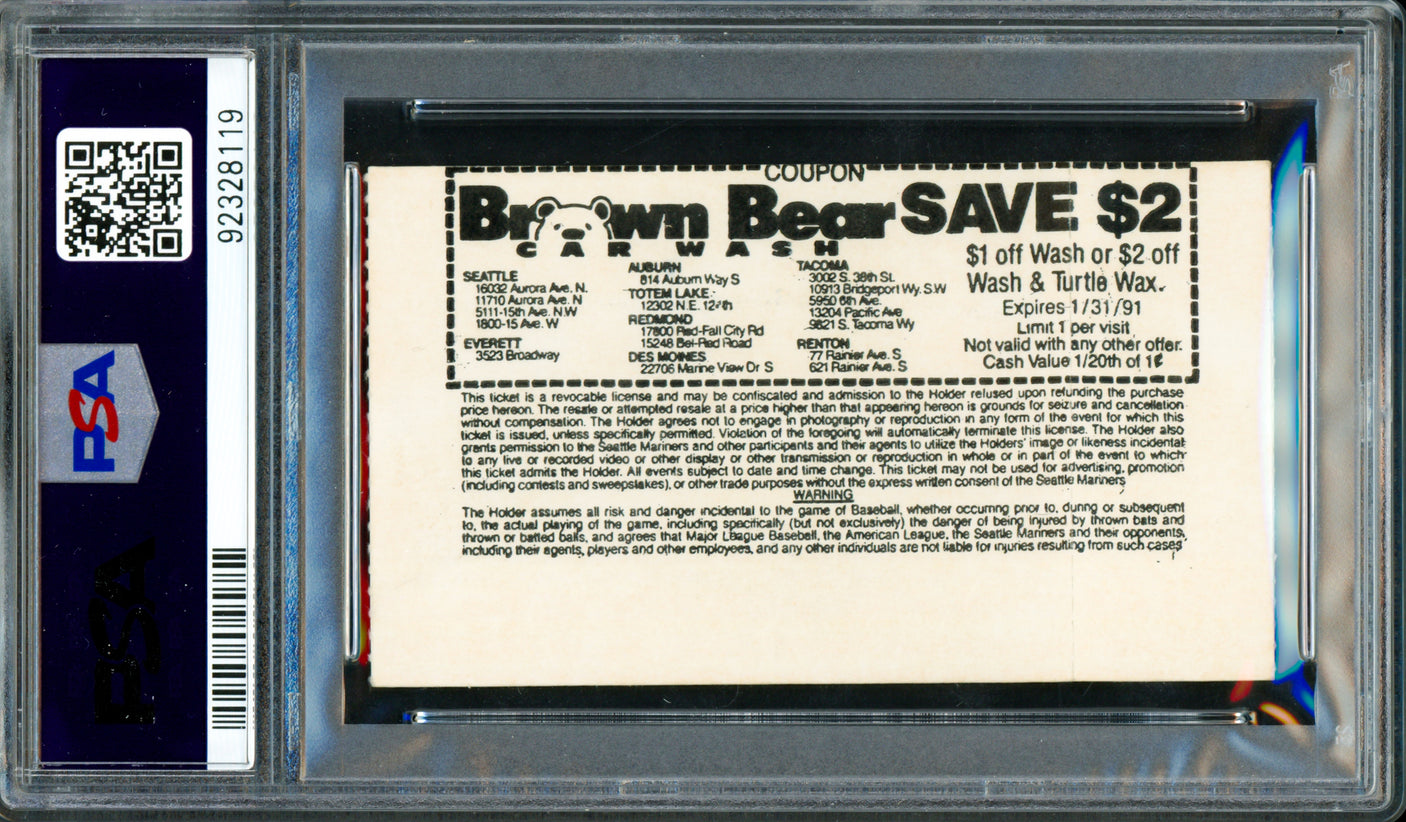 92328119
PSA
PSA
COUPON
Brown Bear
CAR WASH
SAVE $2
$1 off Wash or $2 off
Wash & Turtle Wax.
Expires 1/31/91
Limit 1 per visit
Not valid with any other offer.
Cash Value 1/20th of 1¢
SEATTLE
16032 Aurora Ave. N.
11710 Aurora Ave. N
5111-15th Ave. N.W
1800-15 Ave. W
EVERETT
3523 Broadway
AUBURN
814 Auburn Way S
TOTEM LAKE
12302 N.E.
REDMOND
17800 Red-Fall City Rd
15248 Bel-Red Road
DES MOINES
22706 Marine View Dr S
TACOMA
3002 S. 38th St.
10913 Bridgeport Wy. S.W
5950 6th Ave.
13204 Pacific Ave
9821 S. Tacoma Wy
RENTON
77 Rainier Ave. S
621 Rainier Ave. S
This ticket is a revocable license and may be confiscated and admission to the Holder refused upon refunding the purchase
price hereon. The resale or attempted resale at a price higher than that appearing hereon is grounds for seizure and cancellation
without compensation. The Holder agrees not to engage in photography or reproduction in any form of the event for which this
ticket is issued, unless specifically permitted. Violation of the foregoing will automatically terminate this license. The Holder also
grants permission to the Seattle Mariners and other participants and their agents to utilize the Holders' image or likeness incidental
to any live or recorded video or other display or other transmission or reproduction in whole or in part of the event to which
this ticket admits the Holder. All events subject to date and time change. This ticket may not be used for advertising, promotion
(including contests and sweepstakes), or other trade purposes without the express written consent of the Seattle Mariners
WARNING
The Holder assumes all risk and danger incidental to the game of Baseball, whether occurring prior to, during or subsequent
to, the actual playing of the game, including specifically (but not exclusively) the danger of being injured by thrown bats and
thrown or batted balls, and agrees that Major League Baseball, the American League, the Seattle Mariners and their opponents,
including their agents, players and other employees, and any other individuals are not liable for injuries resulting from such cases